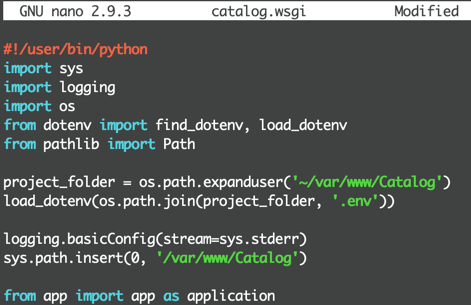 GNU nano 2.9.3 catalog.wsgi Modified
#!/user/bin/python
import sys
import logging
import os
from dotenv import find_dotenv, load_dotenv
from pathlib import Path
project_folder = os.path.expanduser('~/var/www/Catalog')
load_dotenv(os.path.join(project_folder, '.env'))
logging.basicConfig(stream=sys.stderr)
sys.path.insert(0, '/var/www/Catalog')
from app import app as application